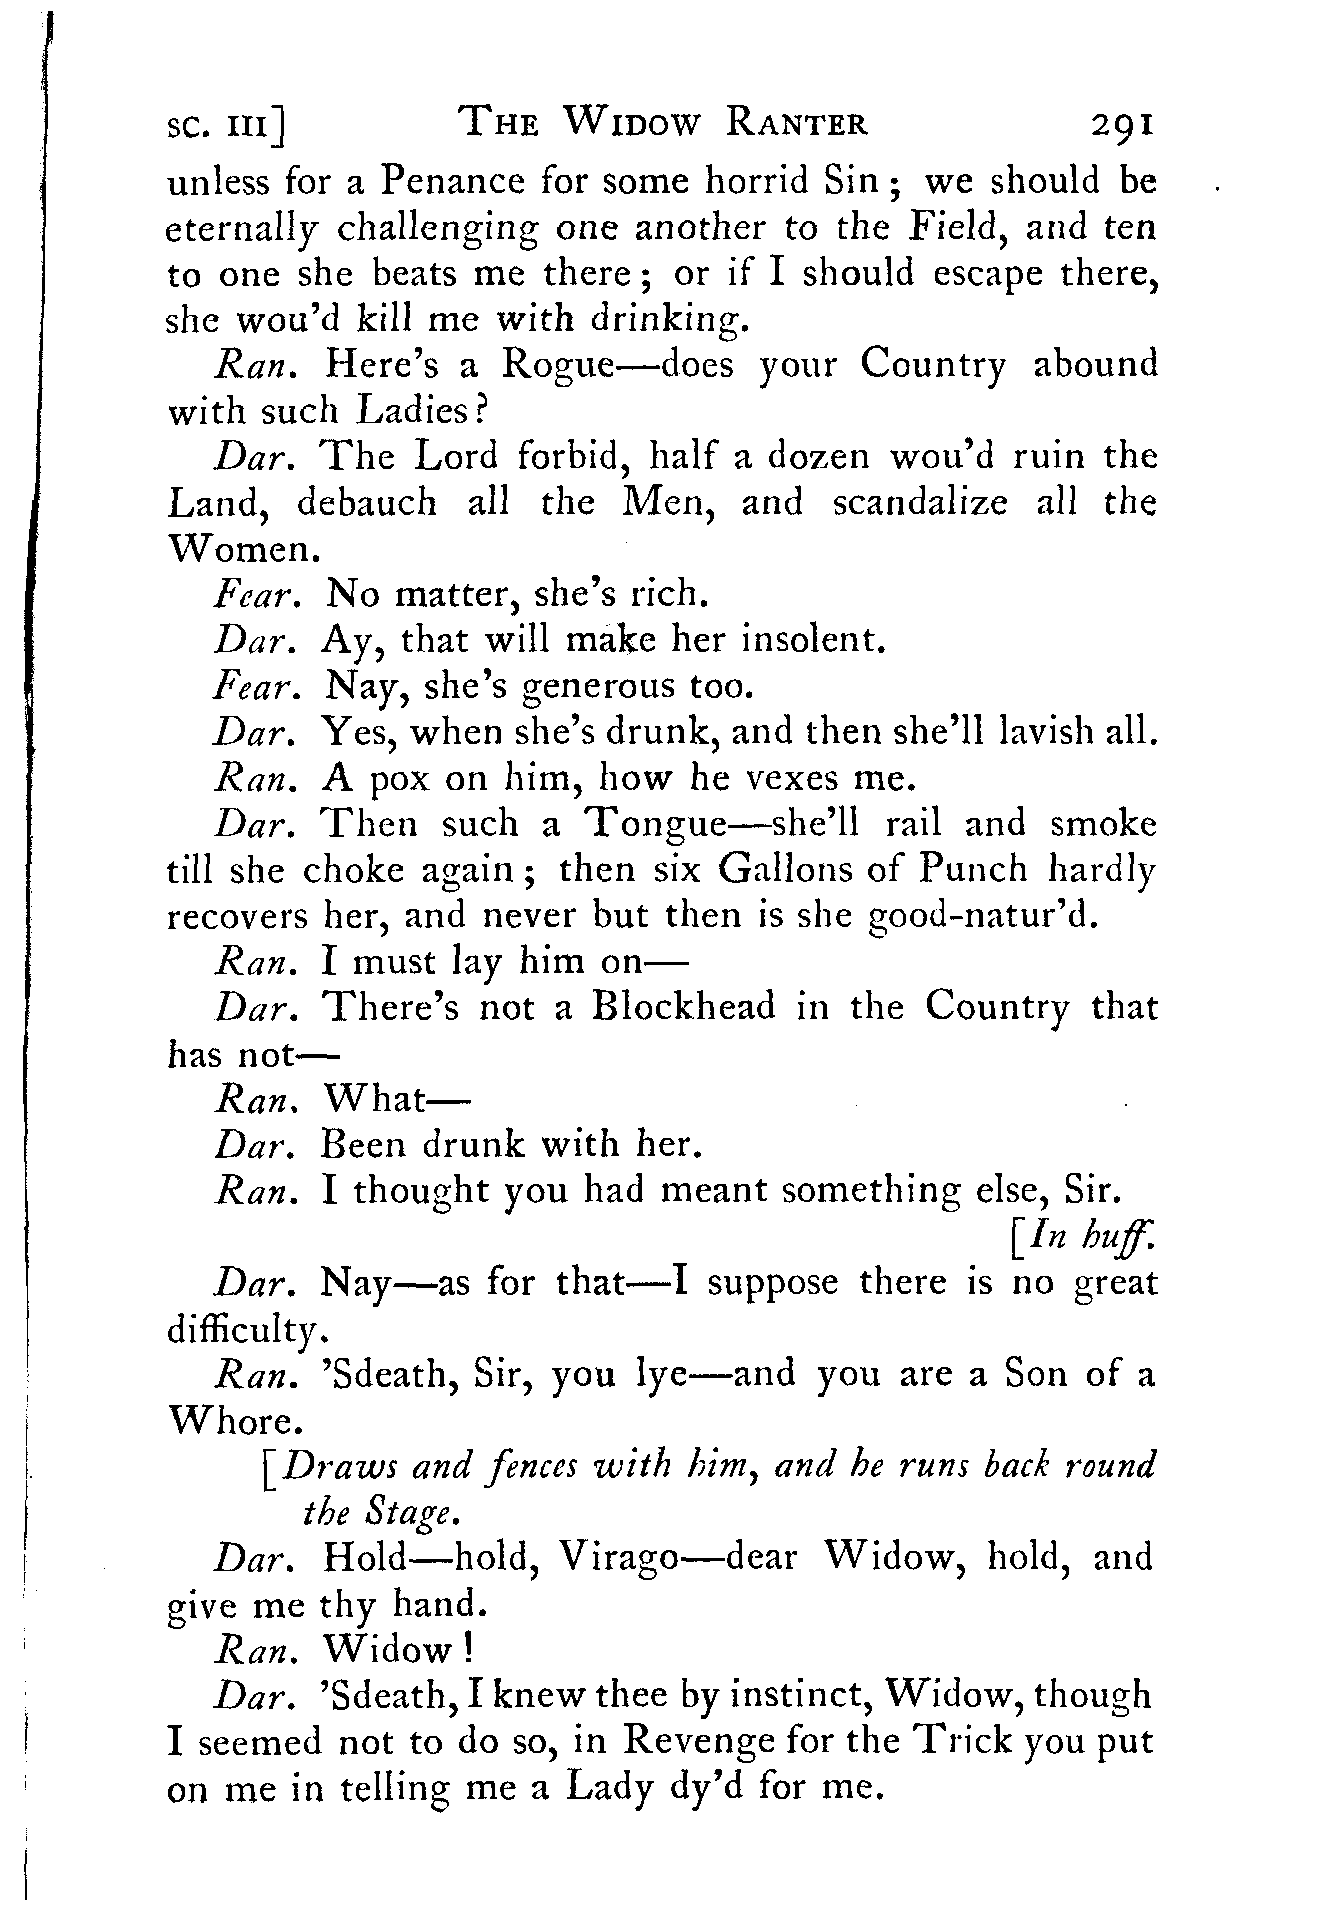 SC. III] THE WIDOW RANTER 291
unless for a Penance for some horrid Sin; we should be
eternally challenging one another to the Field, and ten
to one she beats me there; or if I should escape there,
she wou'd kill me with drinking.
Ran. Here's a Rogue—does your Country abound
with such Ladies?
Dar. The Lord forbid, half a dozen wou'd ruin the
Land, debauch all the Men, and scandalize all the
Women.
Fear. No matter, she's rich.
Dar. Ay, that will make her insolent.
Fear. Nay, she's generous too.
Dar. Yes, when she's drunk, and then she'll lavish all.
Ran. A pox on him, how he vexes me.
Dar. Then such a Tongue—she'll rail and smoke
till she choke again; then six Gallons of Punch hardly
recovers her, and never but then is she good-natur'd.
Ran. I must lay him on—
Dar. There's not a Blockhead in the Country that
has not—
Ran. What—
Dar. Been drunk with her.
Ran. I thought you had meant something else, Sir.
[In huff.
Dar. Nay—as for that—I suppose there is no great
difficulty.
Ran. 'Sdeath, Sir, you lye—and you are a Son of a
Whore.
[Draws and fences with him, and he runs back round
the Stage.
Dar. Hold—hold, Virago—dear Widow, hold, and
give me thy hand.
Ran. Widow!
Dar. 'Sdeath, I knew thee by instinct, Widow, though
I seemed not to do so, in Revenge for the Trick you put
on me in telling me a Lady dy'd for me.